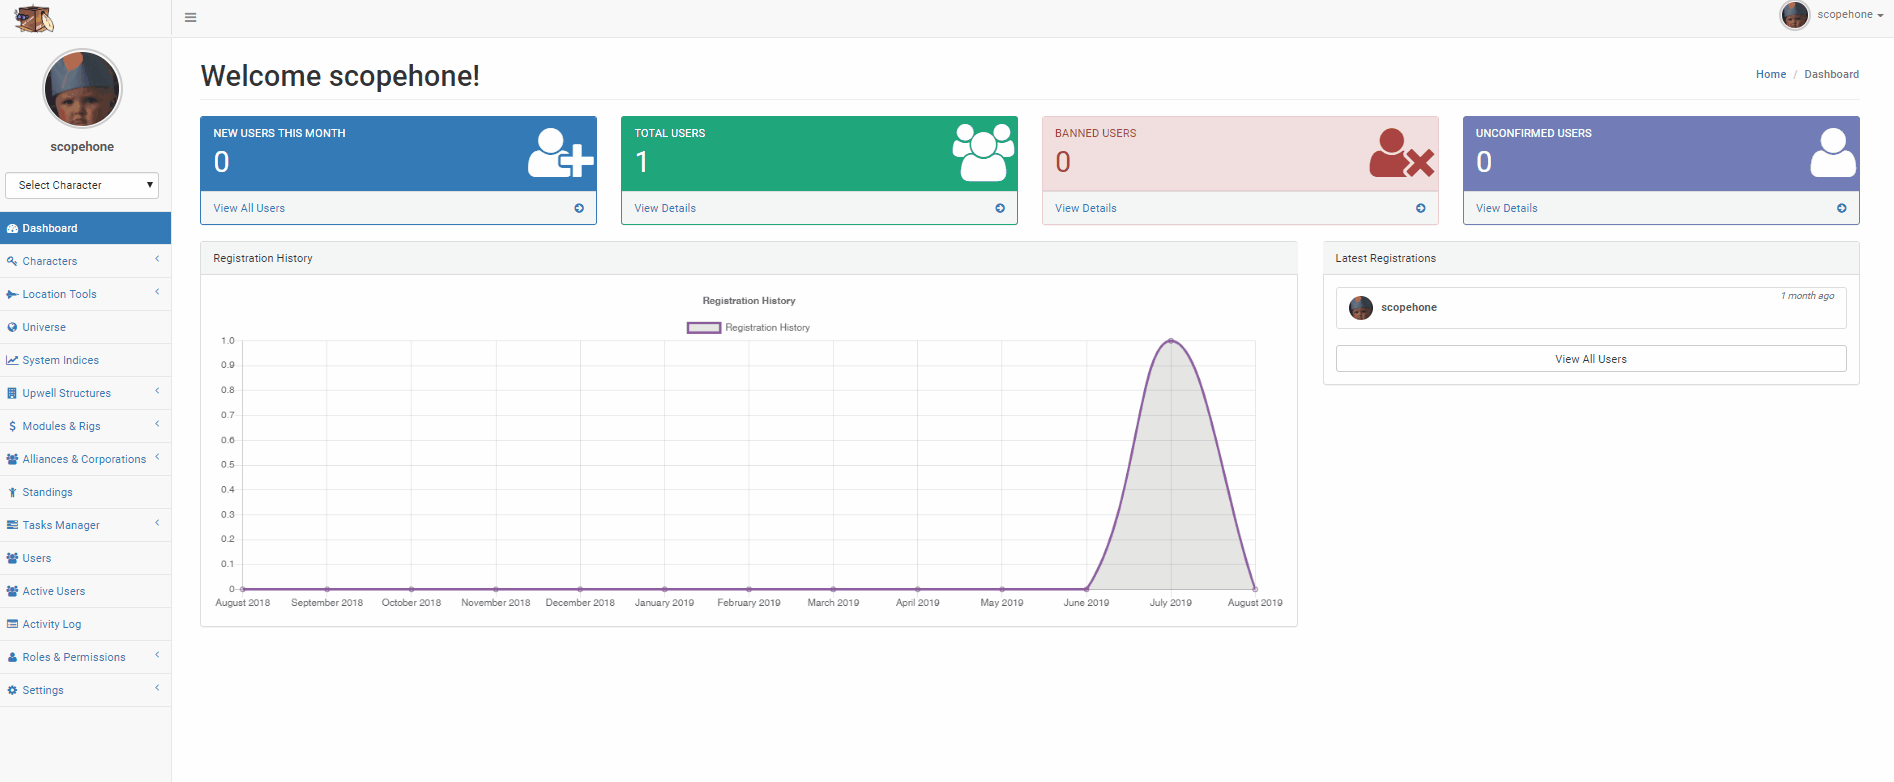 scopehone
scopehone
Select Character
Dashboard
Characters
Location Tools
Universe
System Indices
Upwell Structures
Modules & Rigs
Alliances & Corporations
Standings
Tasks Manager
Users
Active Users
Activity Log
Roles & Permissions
Settings
Welcome scopehone!
Home / Dashboard
NEW USERS THIS MONTH
0
View All Users
TOTAL USERS
1
View Details
BANNED USERS
0
View Details
UNCONFIRMED USERS
0
View Details
Registration History
Registration History
Registration History
1.0
0.9
0.8
0.7
0.6
0.5
0.4
0.3
0.2
0.1
0
August 2018 September 2018 October 2018 November 2018 December 2018 January 2019 February 2019 March 2019 April 2019 May 2019 June 2019 July 2019 August 2019
Latest Registrations
1 month ago
scopehone
View All Users